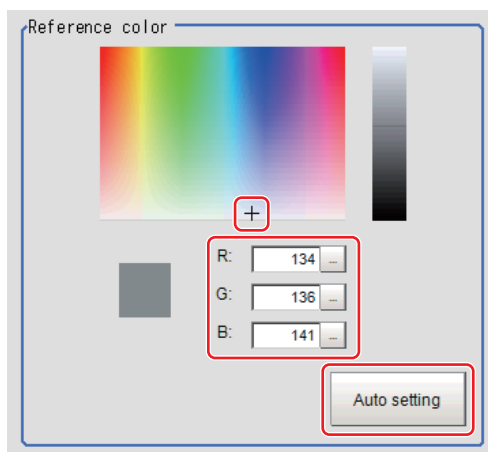 Reference color
R: 134 ...
G: 136 ...
B: 141 ...
Auto setting